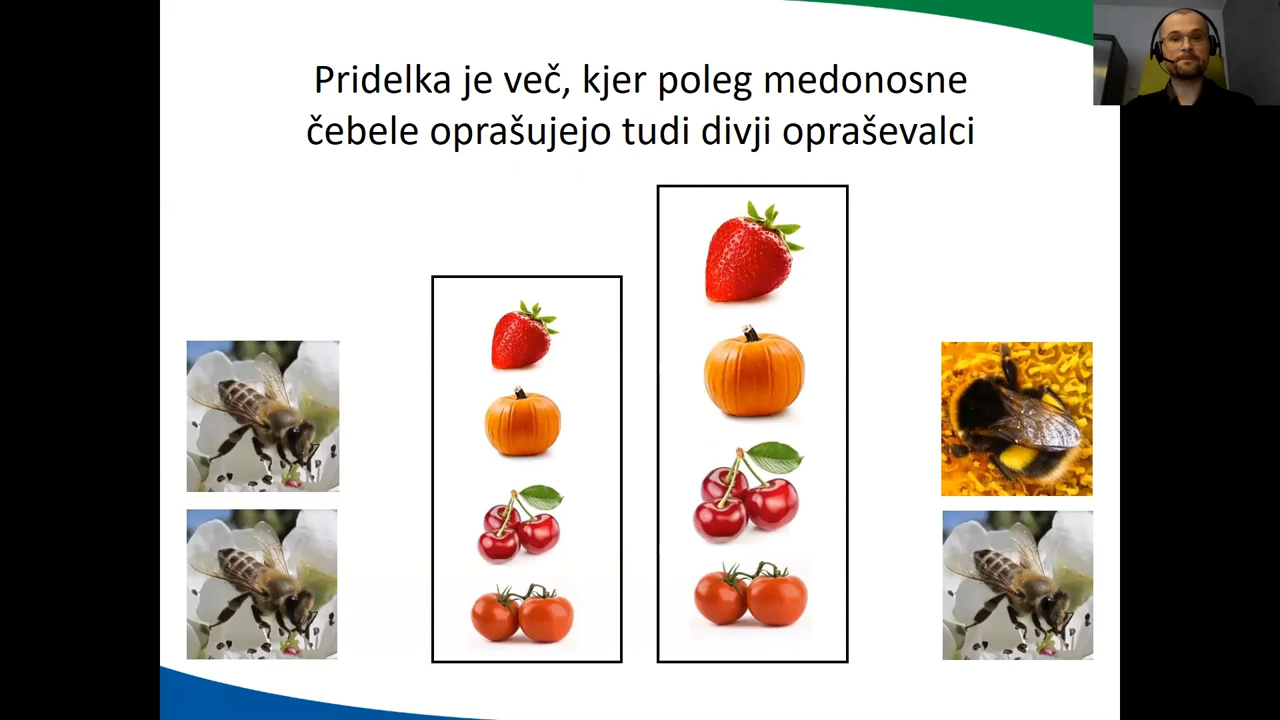 Pridelka je več, kjer poleg medonosne
čebele oprašujejo tudi divji opraševalci